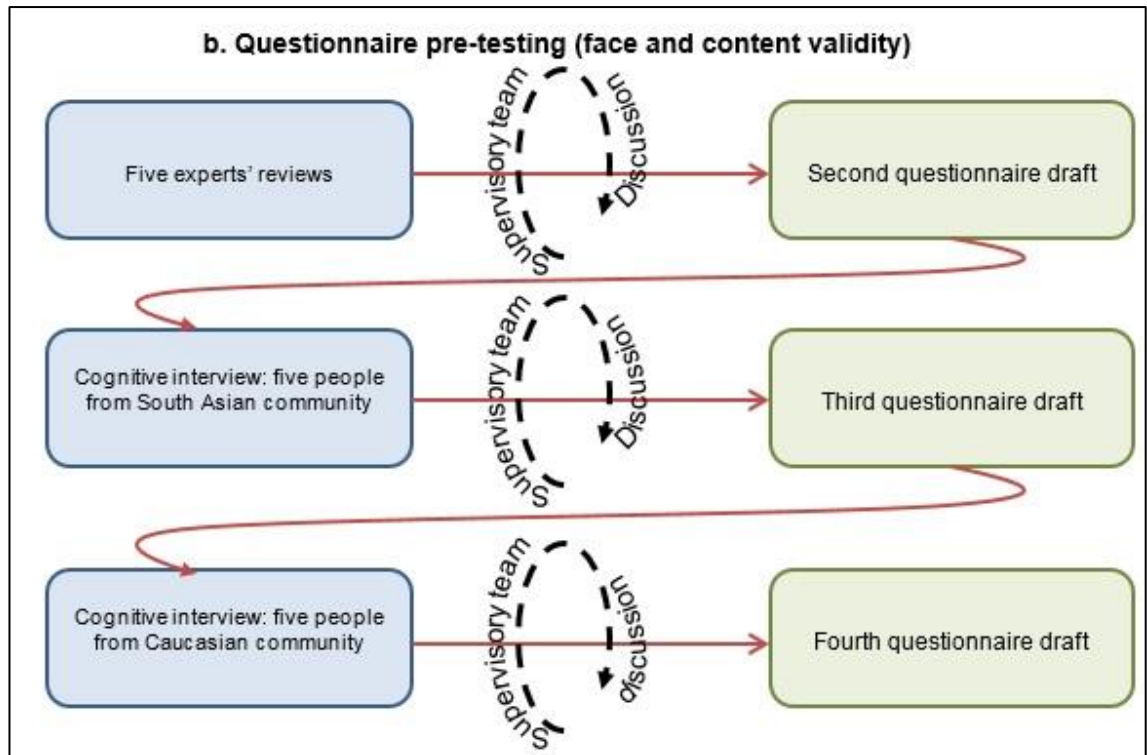 b. Questionnaire pre-testing (face and content validity)
Five experts’ reviews
Supervisory team
Discussion
Second questionnaire draft
Cognitive interview: five people
from South Asian community
Supervisory team
Discussion
Third questionnaire draft
Cognitive interview: five people
from Caucasian community
Supervisory team
discussion
Fourth questionnaire draft